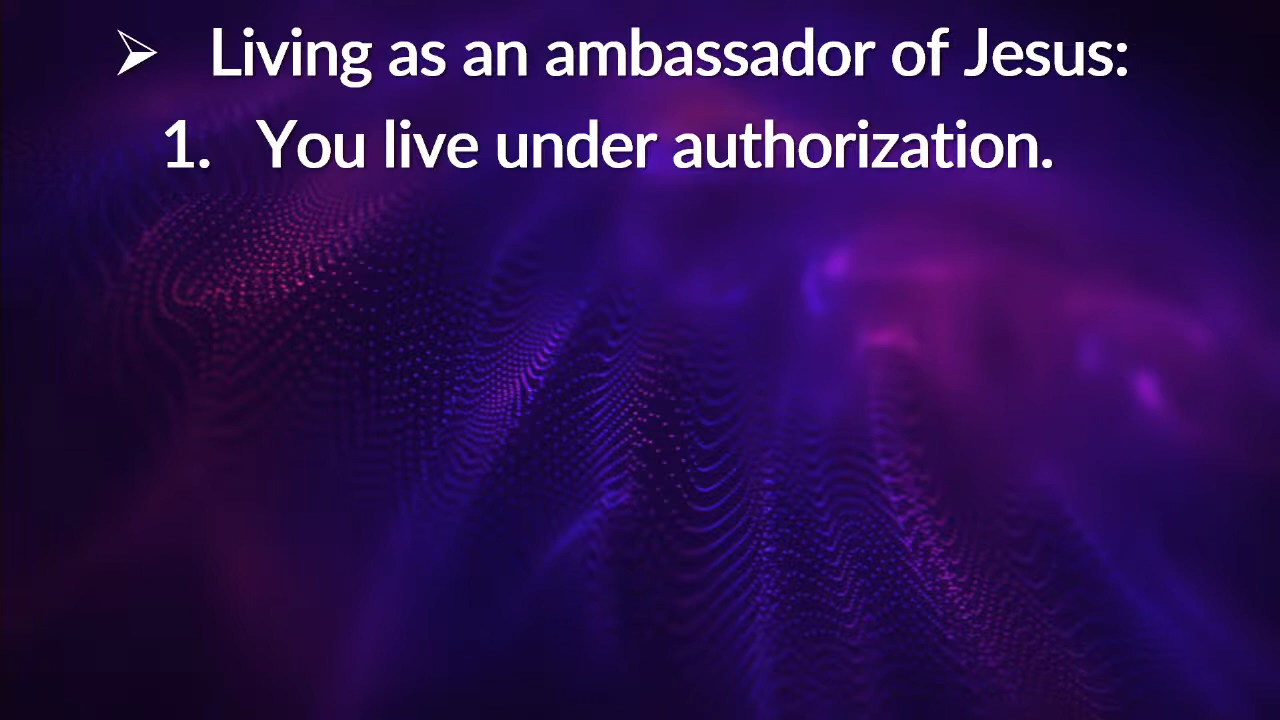 ➢ Living as an ambassador of Jesus:
1. You live under authorization.